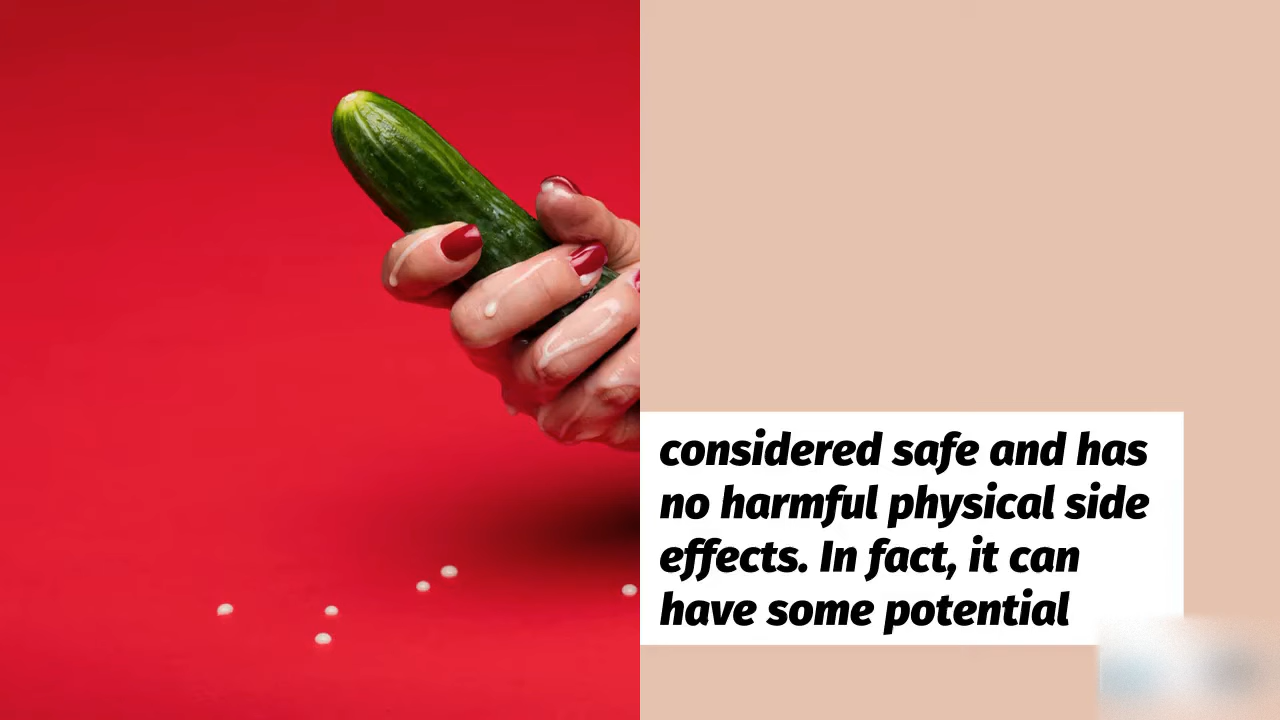 considered safe and has
no harmful physical side
effects. In fact, it can
have some potential